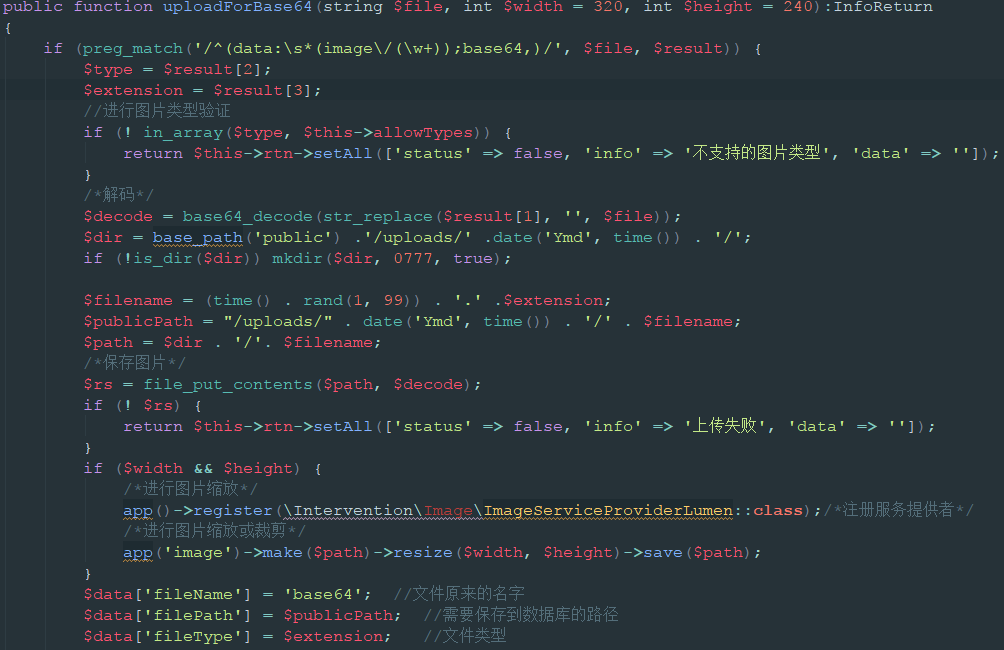 public function uploadForBase64(string $file, int $width = 320, int $height = 240):InfoReturn
{
if (preg_match('/^(data:\s*(image\/(\w+));base64,)/', $file, $result)) {
$type = $result[2];
$extension = $result[3];
//进行图片类型验证
if (! in_array($type, $this->allowTypes)) {
return $this->rtn->setAll(['status' => false, 'info' => '不支持的图片类型', 'data' => '']);
}
/*解码*/
$decode = base64_decode(str_replace($result[1], '', $file));
$dir = base_path('public') .'/uploads/' .date('Ymd', time()) . '/';
if (!is_dir($dir)) mkdir($dir, 0777, true);
$filename = (time() . rand(1, 99)) . '.' .$extension;
$publicPath = "/uploads/" . date('Ymd', time()) . '/' . $filename;
$path = $dir . '/'. $filename;
/*保存图片*/
$rs = file_put_contents($path, $decode);
if (! $rs) {
return $this->rtn->setAll(['status' => false, 'info' => '上传失败', 'data' => '']);
}
if ($width && $height) {
/*进行图片缩放*/
app()->register(\Intervention\Image\ImageServiceProviderLumen::class);/*注册服务提供者*/
/*进行图片缩放或裁剪*/
app('image')->make($path)->resize($width, $height)->save($path);
}
$data['fileName'] = 'base64'; //文件原来的名字
$data['filePath'] = $publicPath; //需要保存到数据库的路径
$data['fileType'] = $extension; //文件类型